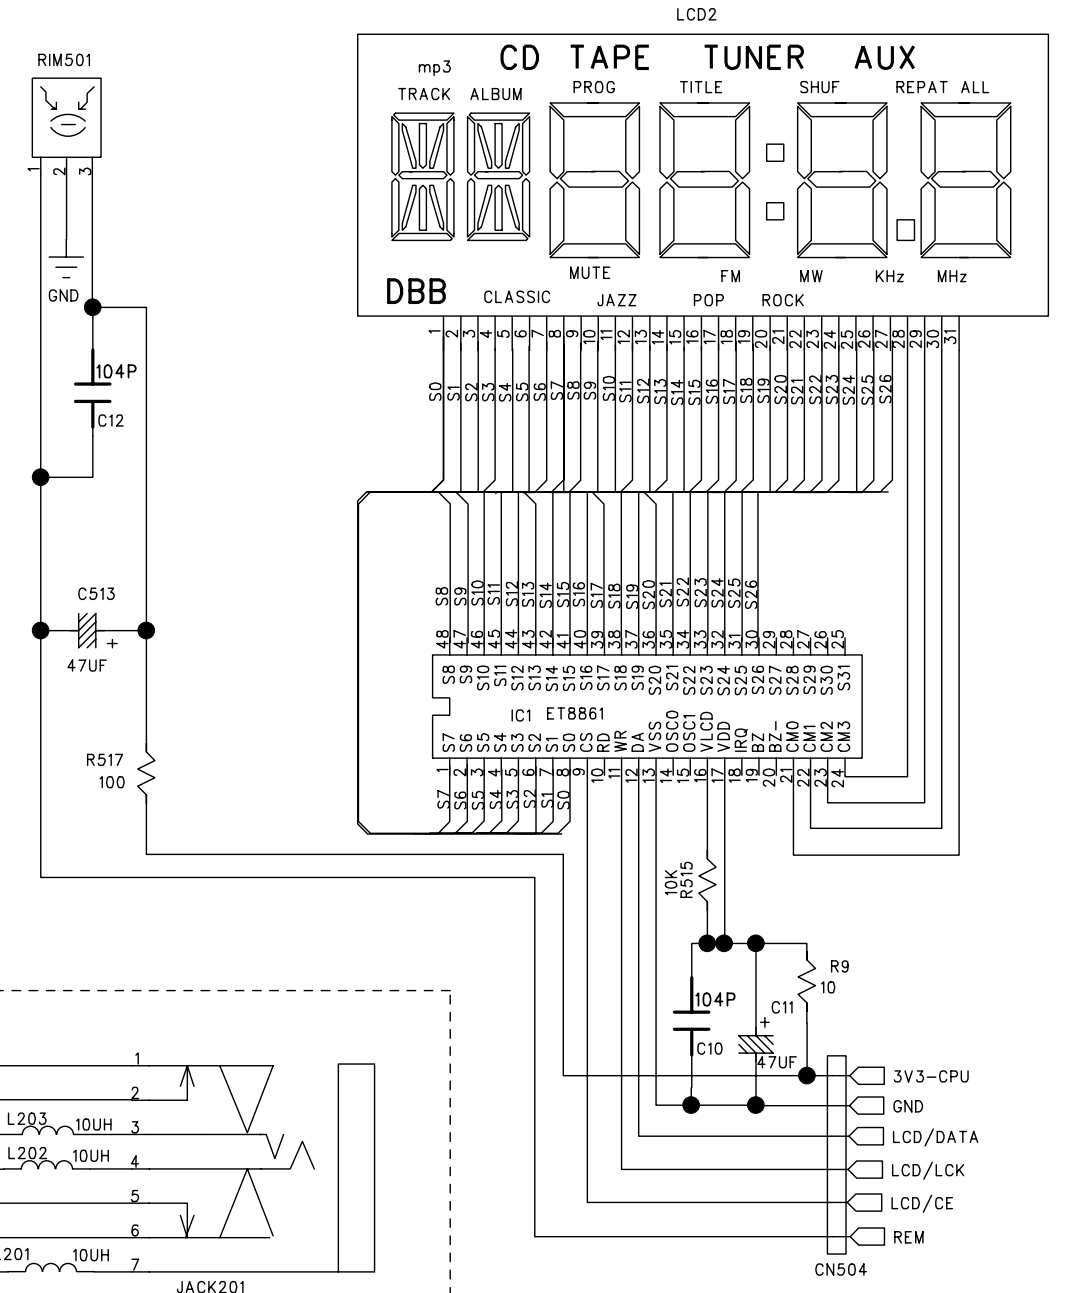 LCD2
RIM501
CD TAPE TUNER AUX
mp3
TRACK ALBUM PROG TITLE SHUF REPAT ALL
1 2 3
GND
MUTE FM MW KHz MHz
DBB CLASSIC JAZZ POP ROCK
1 2 3 4 5 6 7 8 9 10 11 12 13 14 15 16 17 18 19 20 21 22 23 24 25 26 27 28 29 30 31
S0 S1 S2 S3 S4 S5 S6 S7 S8 S9 S10 S11 S12 S13 S14 S15 S16 S17 S18 S19 S20 S21 S22 S23 S24 S25 S26
104P
C12
C513
+
47UF
S8 S9 S10 S11 S12 S13 S14 S15 S16 S17 S18 S19 S20 S21 S22 S23 S24 S25 S26
48 47 46 45 44 43 42 41 40 39 38 37 36 35 34 33 32 31 30 29 28 27 26 25
S8 S9 S10 S11 S12 S13 S14 S15 S16 S17 S18 S19 S20 S21 S22 S23 S24 S25 S26 S27 S28 S29 S30 S31
IC1 ET8861
S7 S6 S5 S4 S3 S2 S1 S0 CS RD WR DA VSS OSCO OSC1 VLCD VDD IRQ BZ BZ- CM0 CM1 CM2 CM3
1 2 3 4 5 6 7 8 9 10 11 12 13 14 15 16 17 18 19 20 21 22 23 24
S7 S6 S5 S4 S3 S2 S1 S0
R517
100
10K
R515
R9
10
104P
C10
C11
+
47UF
3V3-CPU
GND
LCD/DATA
LCD/LCK
LCD/CE
REM
CN504
1
2
L203 10UH 3
L202 10UH 4
5
6
201 10UH 7
JACK201